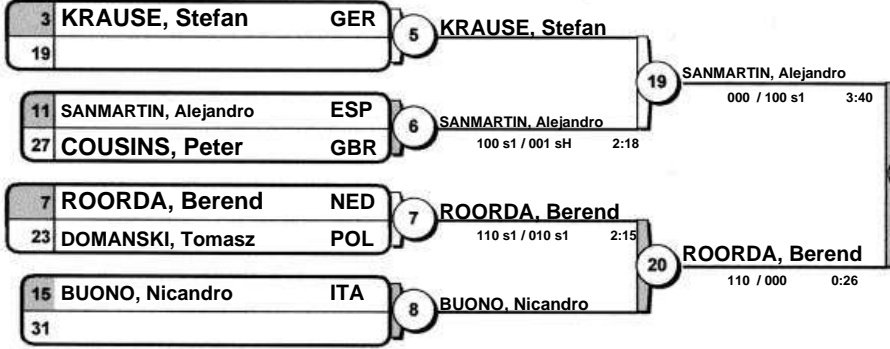 3 KRAUSE, Stefan GER
19
5
KRAUSE, Stefan
11 SANMARTIN, Alejandro ESP
27 COUSINS, Peter GBR
6
SANMARTIN, Alejandro
100 s1 / 001 sH 2:18
19
SANMARTIN, Alejandro
000 / 100 s1 3:40
7 ROORDA, Berend NED
23 DOMANSKI, Tomasz POL
7
ROORDA, Berend
110 s1 / 010 s1 2:15
15 BUONO, Nicandro ITA
31
8
BUONO, Nicandro
20
ROORDA, Berend
110 / 000 0:26